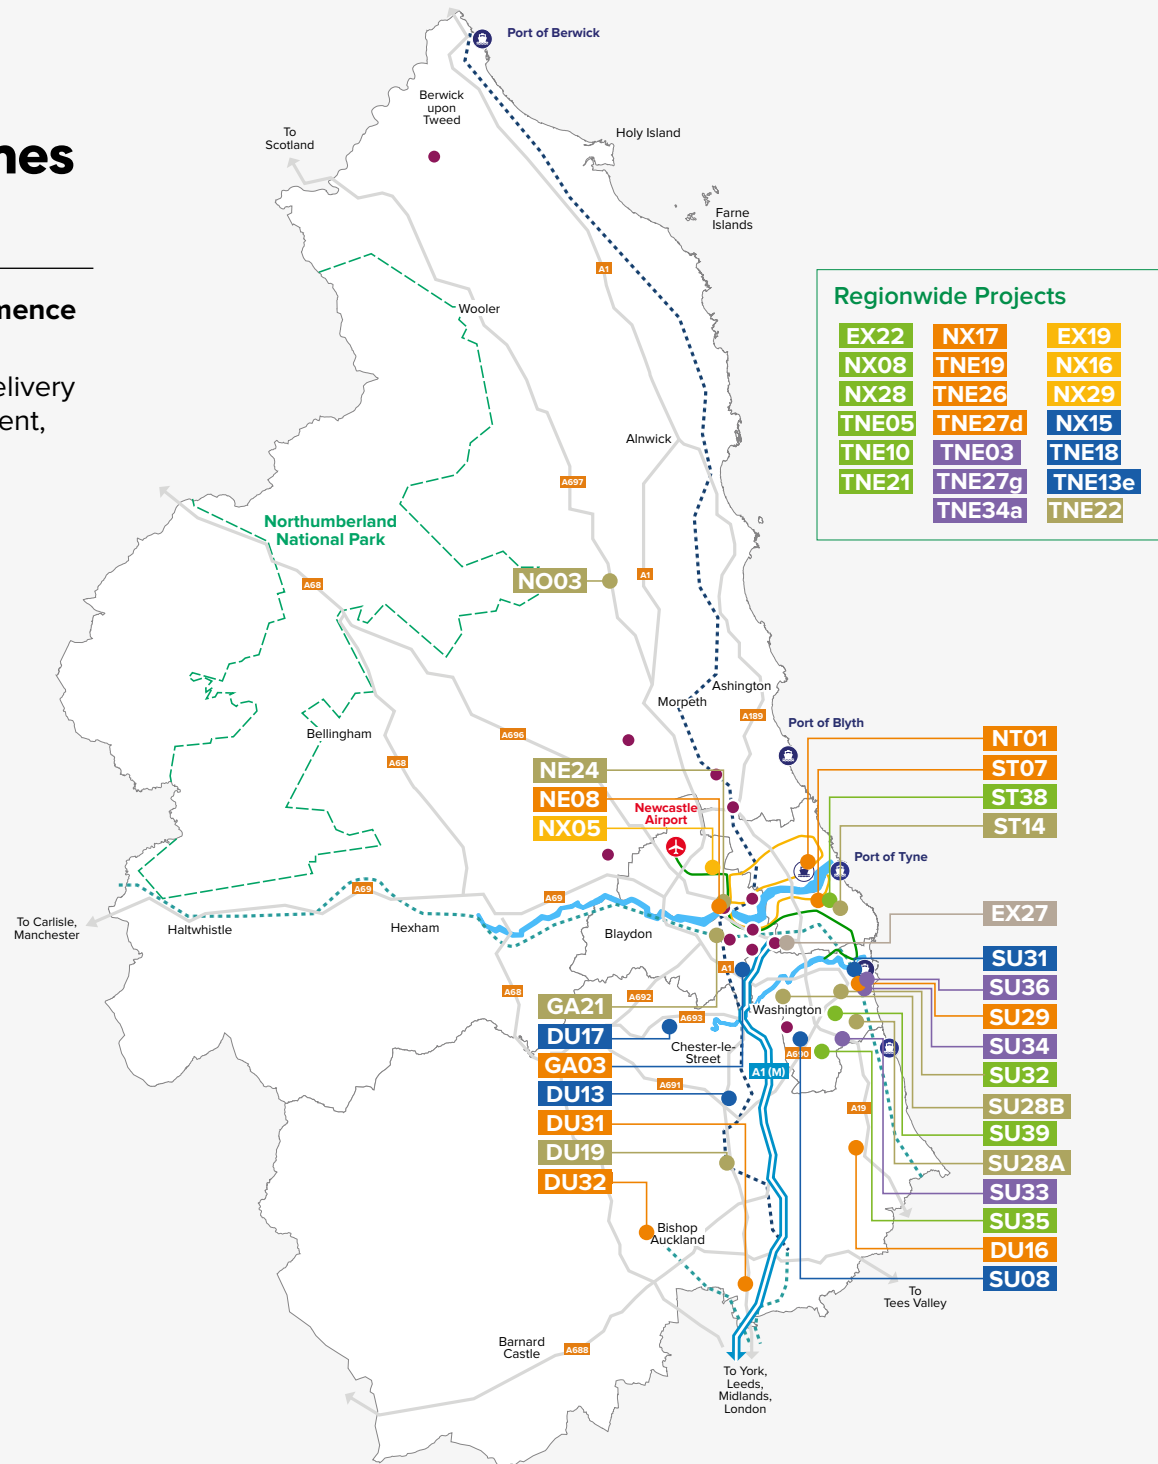 nes
mence
elivery
ent,
Port of Berwick
Berwick
upon
Tweed
To
Scotland
Holy Island
Farne
Islands
A1
Wooler
Regionwide Projects
EX22
NX17
EX19
NX08
TNE19
NX16
NX28
TNE26
NX29
TNE05
TNE27d
NX15
TNE10
TNE03
TNE18
TNE21
TNE27g
TNE13e
TNE34a
TNE22
Alnwick
A697
Northumberland
National Park
A68
NO03
A1
Ashington
Morpeth
A189
Port of Blyth
Bellingham
A696
A68
NE24
NE08
NX05
Newcastle
Airport
NT01
ST07
ST38
ST14
Port of Tyne
A69
A69
To Carlisle,
Manchester
Haltwhistle
Hexham
Blaydon
EX27
A1
SU31
SU36
SU29
SU34
SU32
SU28B
SU39
SU28A
SU33
SU35
DU16
SU08
A68
A692
A693
Washington
GA21
DU17
GA03
DU13
DU31
DU19
DU32
Chester-le-
Street
A690
A1 (M)
A691
A19
Bishop
Auckland
To
Tees Valley
Barnard
Castle
A688
To York,
Leeds,
Midlands,
London